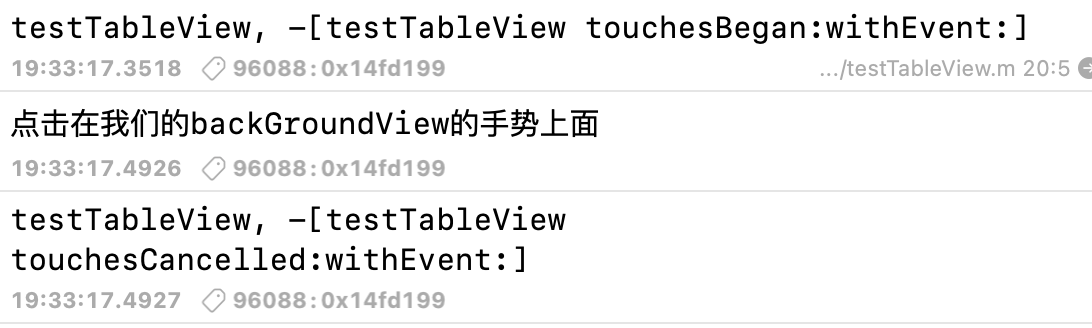 testTableView, -[testTableView touchesBegan:withEvent:]
19:33:17.3518 96088:0x14fd199 .../testTableView.m 20:5
点击在我们的backGroundView的手势上面
19:33:17.4926 96088:0x14fd199
testTableView, -[testTableView
touchesCancelled:withEvent:]
19:33:17.4927 96088:0x14fd199